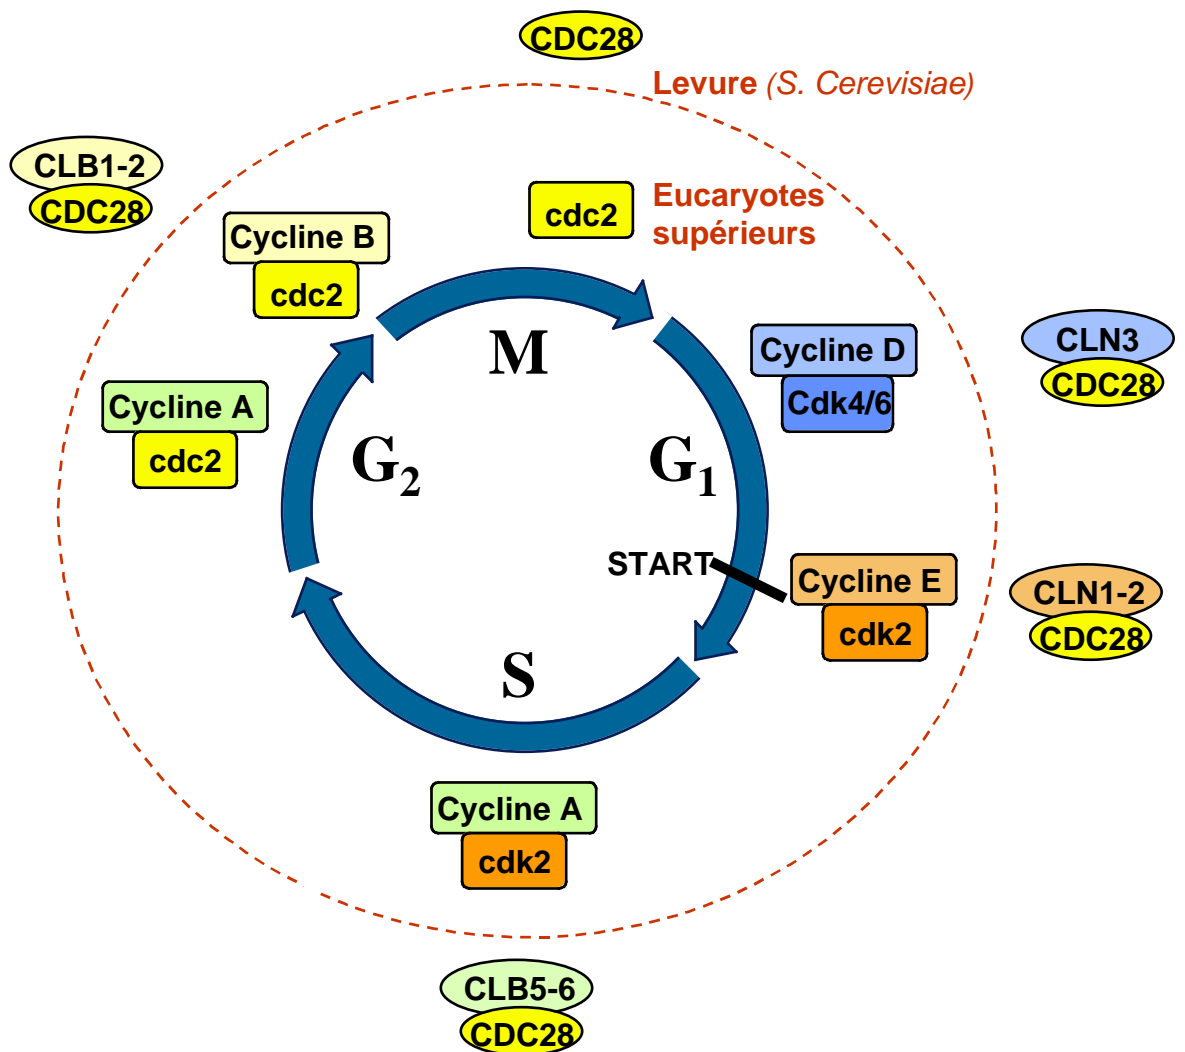 CDC28
Levure (S. Cerevisiae)
CLB1-2
CDC28
cdc2
Eucaryotes
supérieurs
Cycline B
cdc2
M
Cycline D
Cdk4/6
CLN3
CDC28
Cycline A
cdc2
G2
G1
START
Cycline E
cdk2
CLN1-2
CDC28
S
Cycline A
cdk2
CLB5-6
CDC28